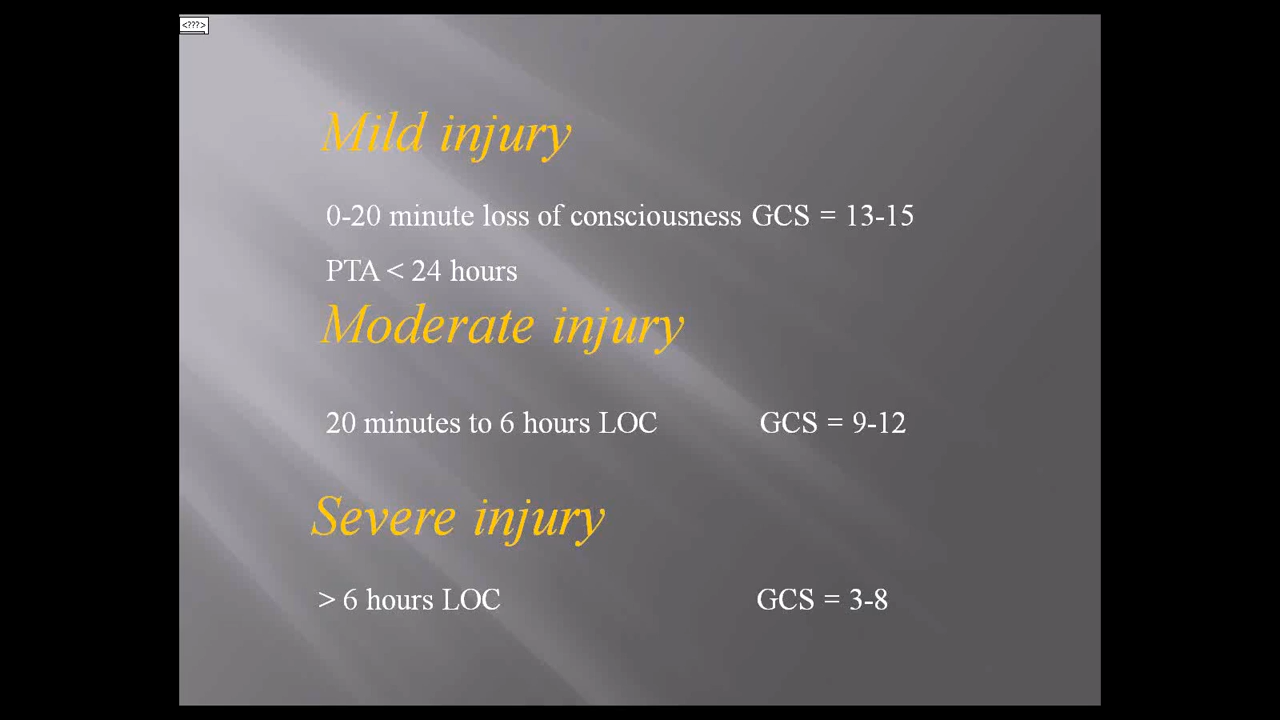 <???>
Mild injury
0-20 minute loss of consciousness GCS = 13-15
PTA < 24 hours
Moderate injury
20 minutes to 6 hours LOC GCS = 9-12
Severe injury
> 6 hours LOC GCS = 3-8